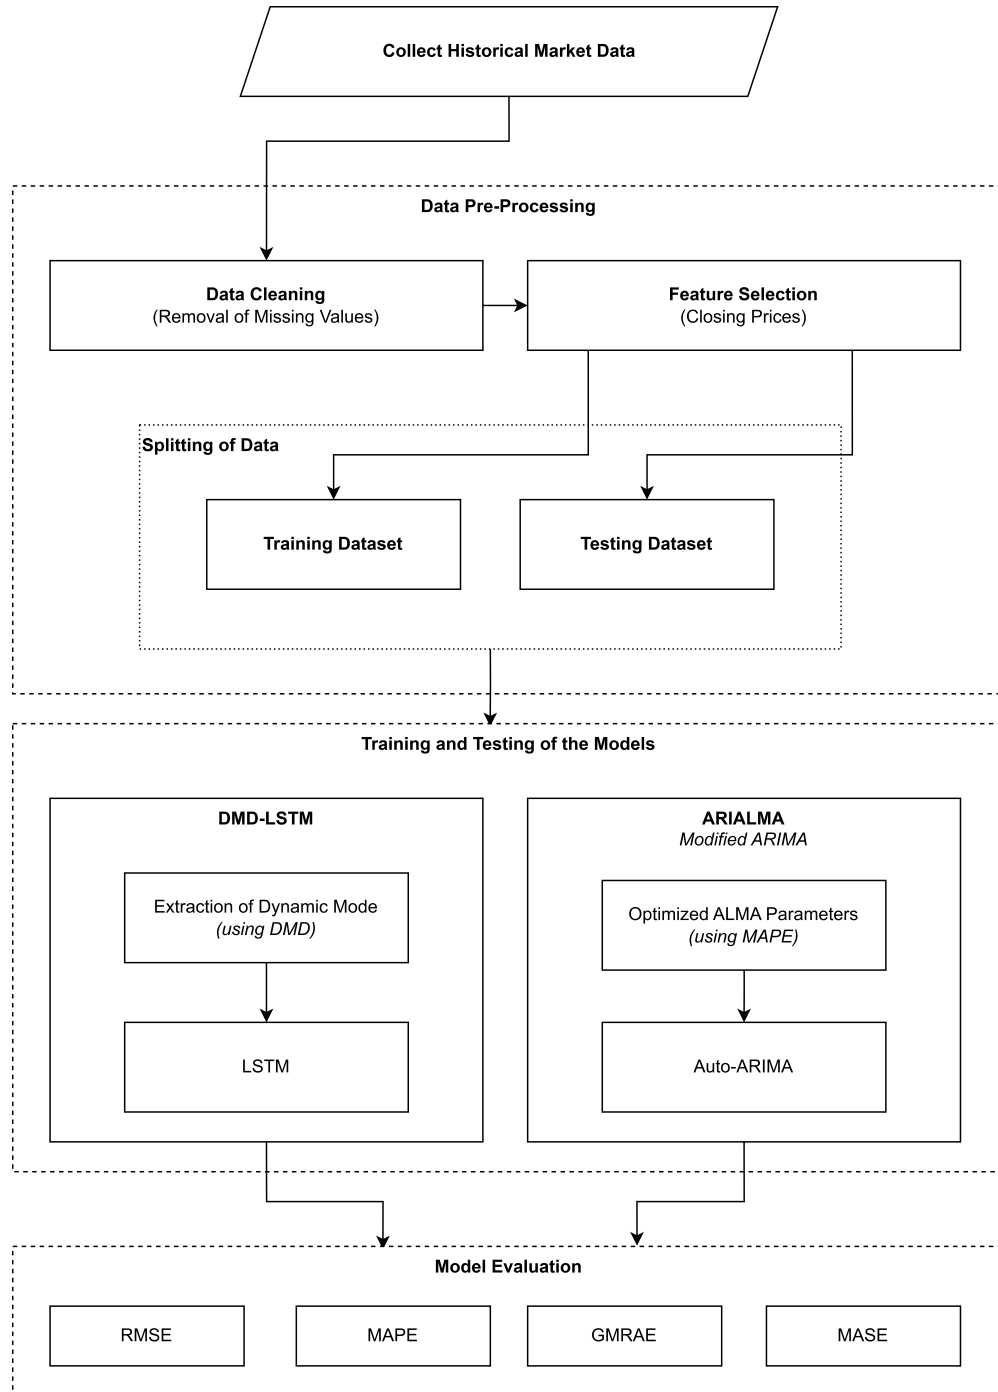 Collect Historical Market Data
Data Pre-Processing
Data Cleaning
(Removal of Missing Values)
Feature Selection
(Closing Prices)
Splitting of Data
Training Dataset
Testing Dataset
Training and Testing of the Models
DMD-LSTM
Extraction of Dynamic Mode
(using DMD)
LSTM
ARIALMA
Modified ARIMA
Optimized ALMA Parameters
(using MAPE)
Auto-ARIMA
Model Evaluation
RMSE
MAPE
GMRAE
MASE